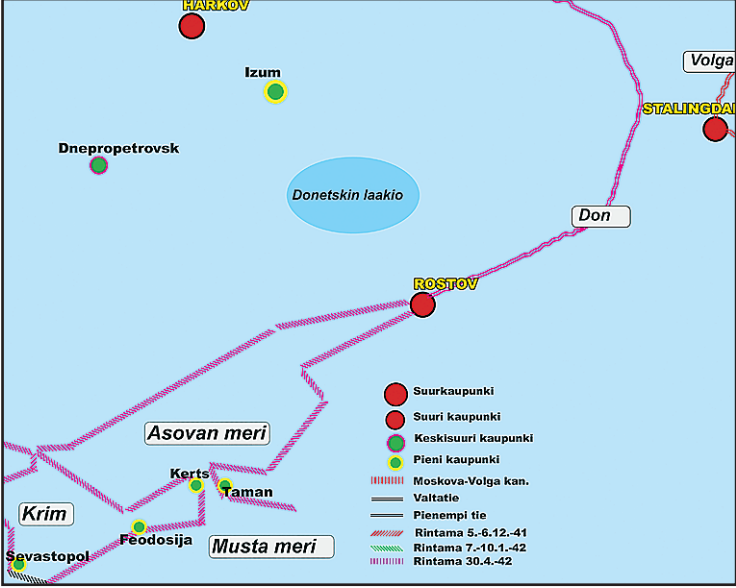 HARKOV
Izum
Volga
STALINGDA
Dnepropetrovsk
Donetskin laakio
Don
ROSTOV
Suurkaupunki
Suuri kaupunki
Keskisuuri kaupunki
Pieni kaupunki
Moskova-Volga kan.
Valtatle
Pienempi tie
Rintama 5.-6.12.-41
Rintama 7.-10.1.-42
Rintama 30.4.-42
Asovan meri
Kerts
Taman
Krim
Feodosija
Musta meri
Sevastopol